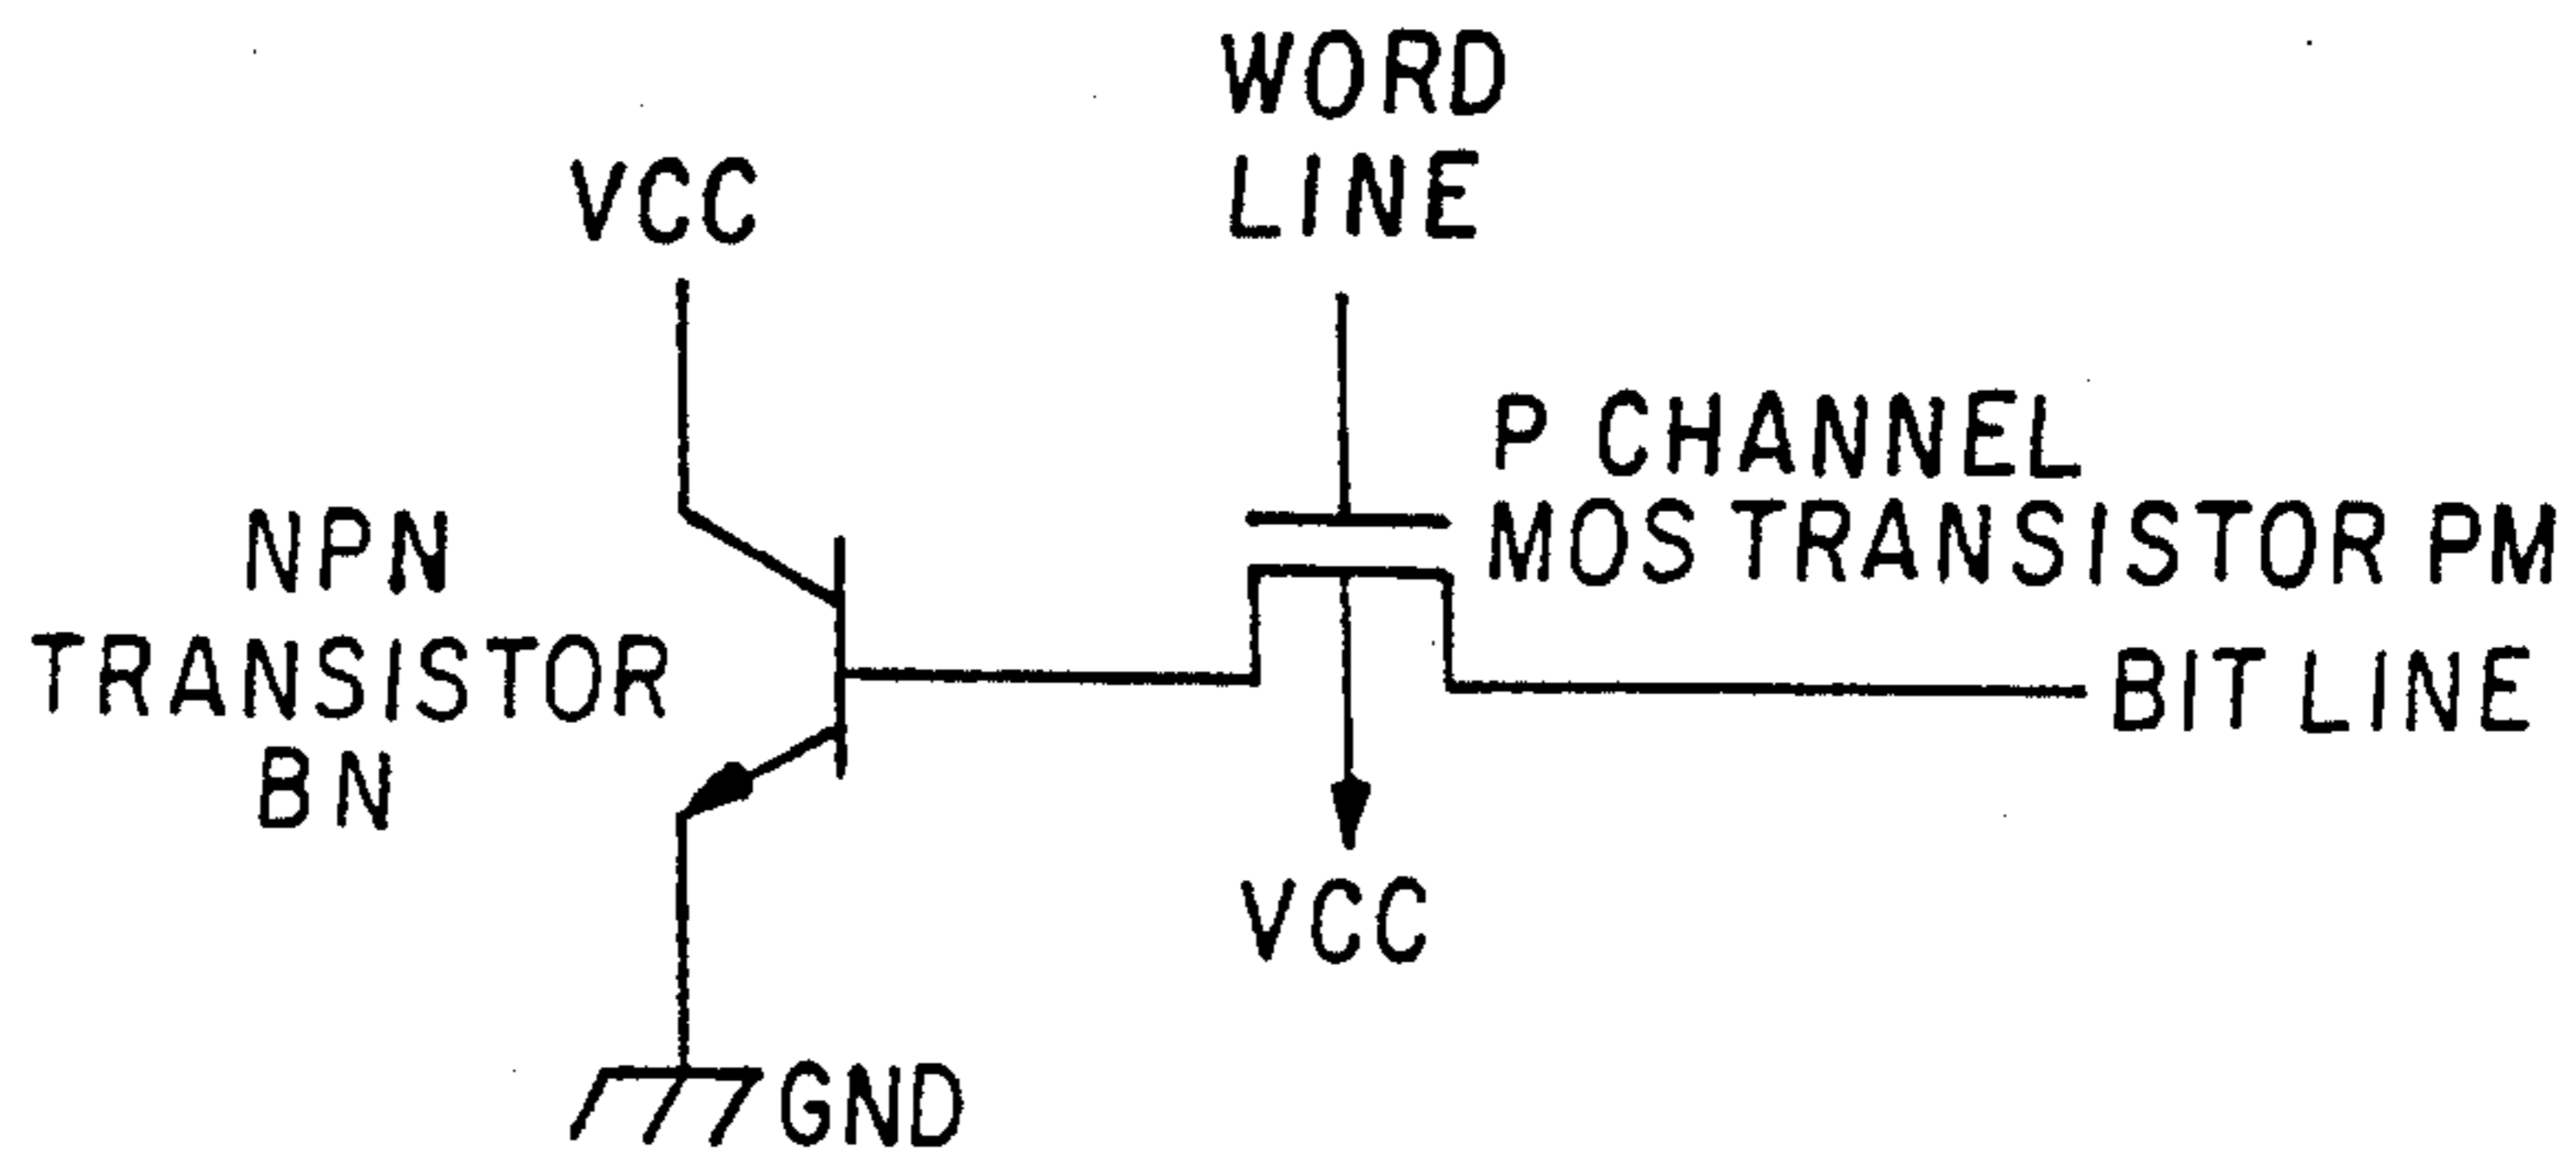 WORD
LINE
VCC
P CHANNEL
MOS TRANSISTOR PM
NPN
TRANSISTOR
BN
BIT LINE
VCC
GND